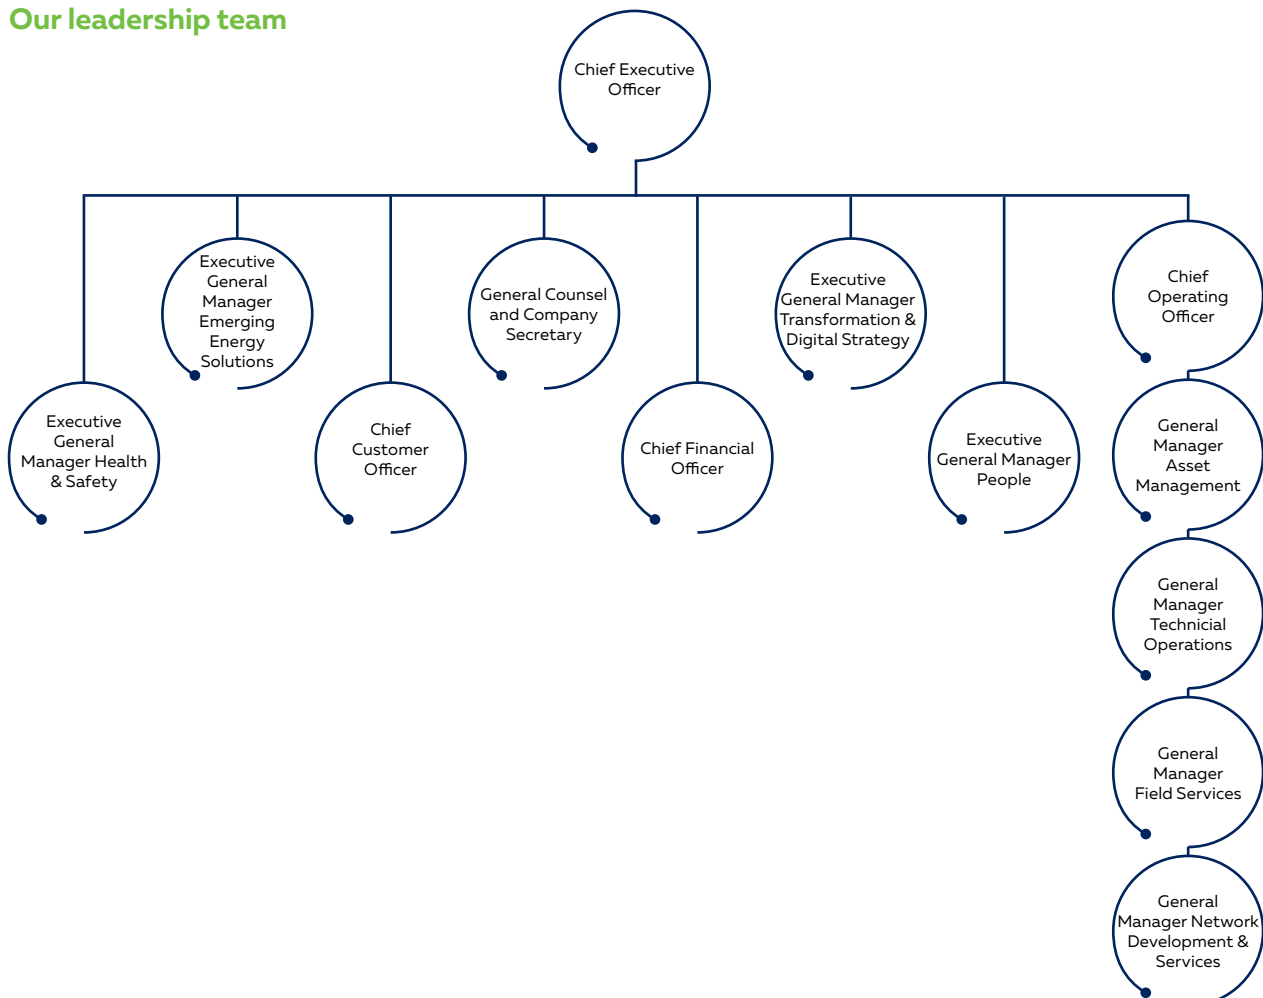 Our leadership team
Chief Executive
Officer
Executive
General
Manager Health
& Safety
Executive
General
Manager
Emerging
Energy
Solutions
Chief
Customer
Officer
General Counsel
and Company
Secretary
Chief Financial
Officer
Executive
General Manager
Transformation &
Digital Strategy
Executive
General Manager
People
Chief
Operating
Officer
General
Manager
Asset
Management
General
Manager
Technicial
Operations
General
Manager
Field Services
General
Manager Network
Development &
Services